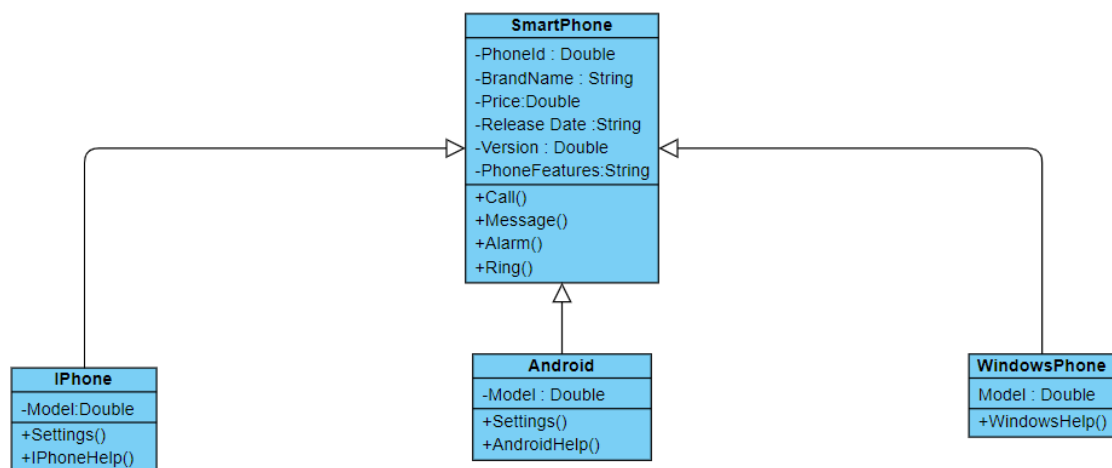 SmartPhone
-PhoneId : Double
-BrandName : String
-Price:Double
-Release Date :String
-Version : Double
-PhoneFeatures:String
+Call()
+Message()
+Alarm()
+Ring()
IPhone
-Model:Double
+Settings()
+IPhoneHelp()
Android
-Model : Double
+Settings()
+AndroidHelp()
WindowsPhone
Model : Double
+WindowsHelp()